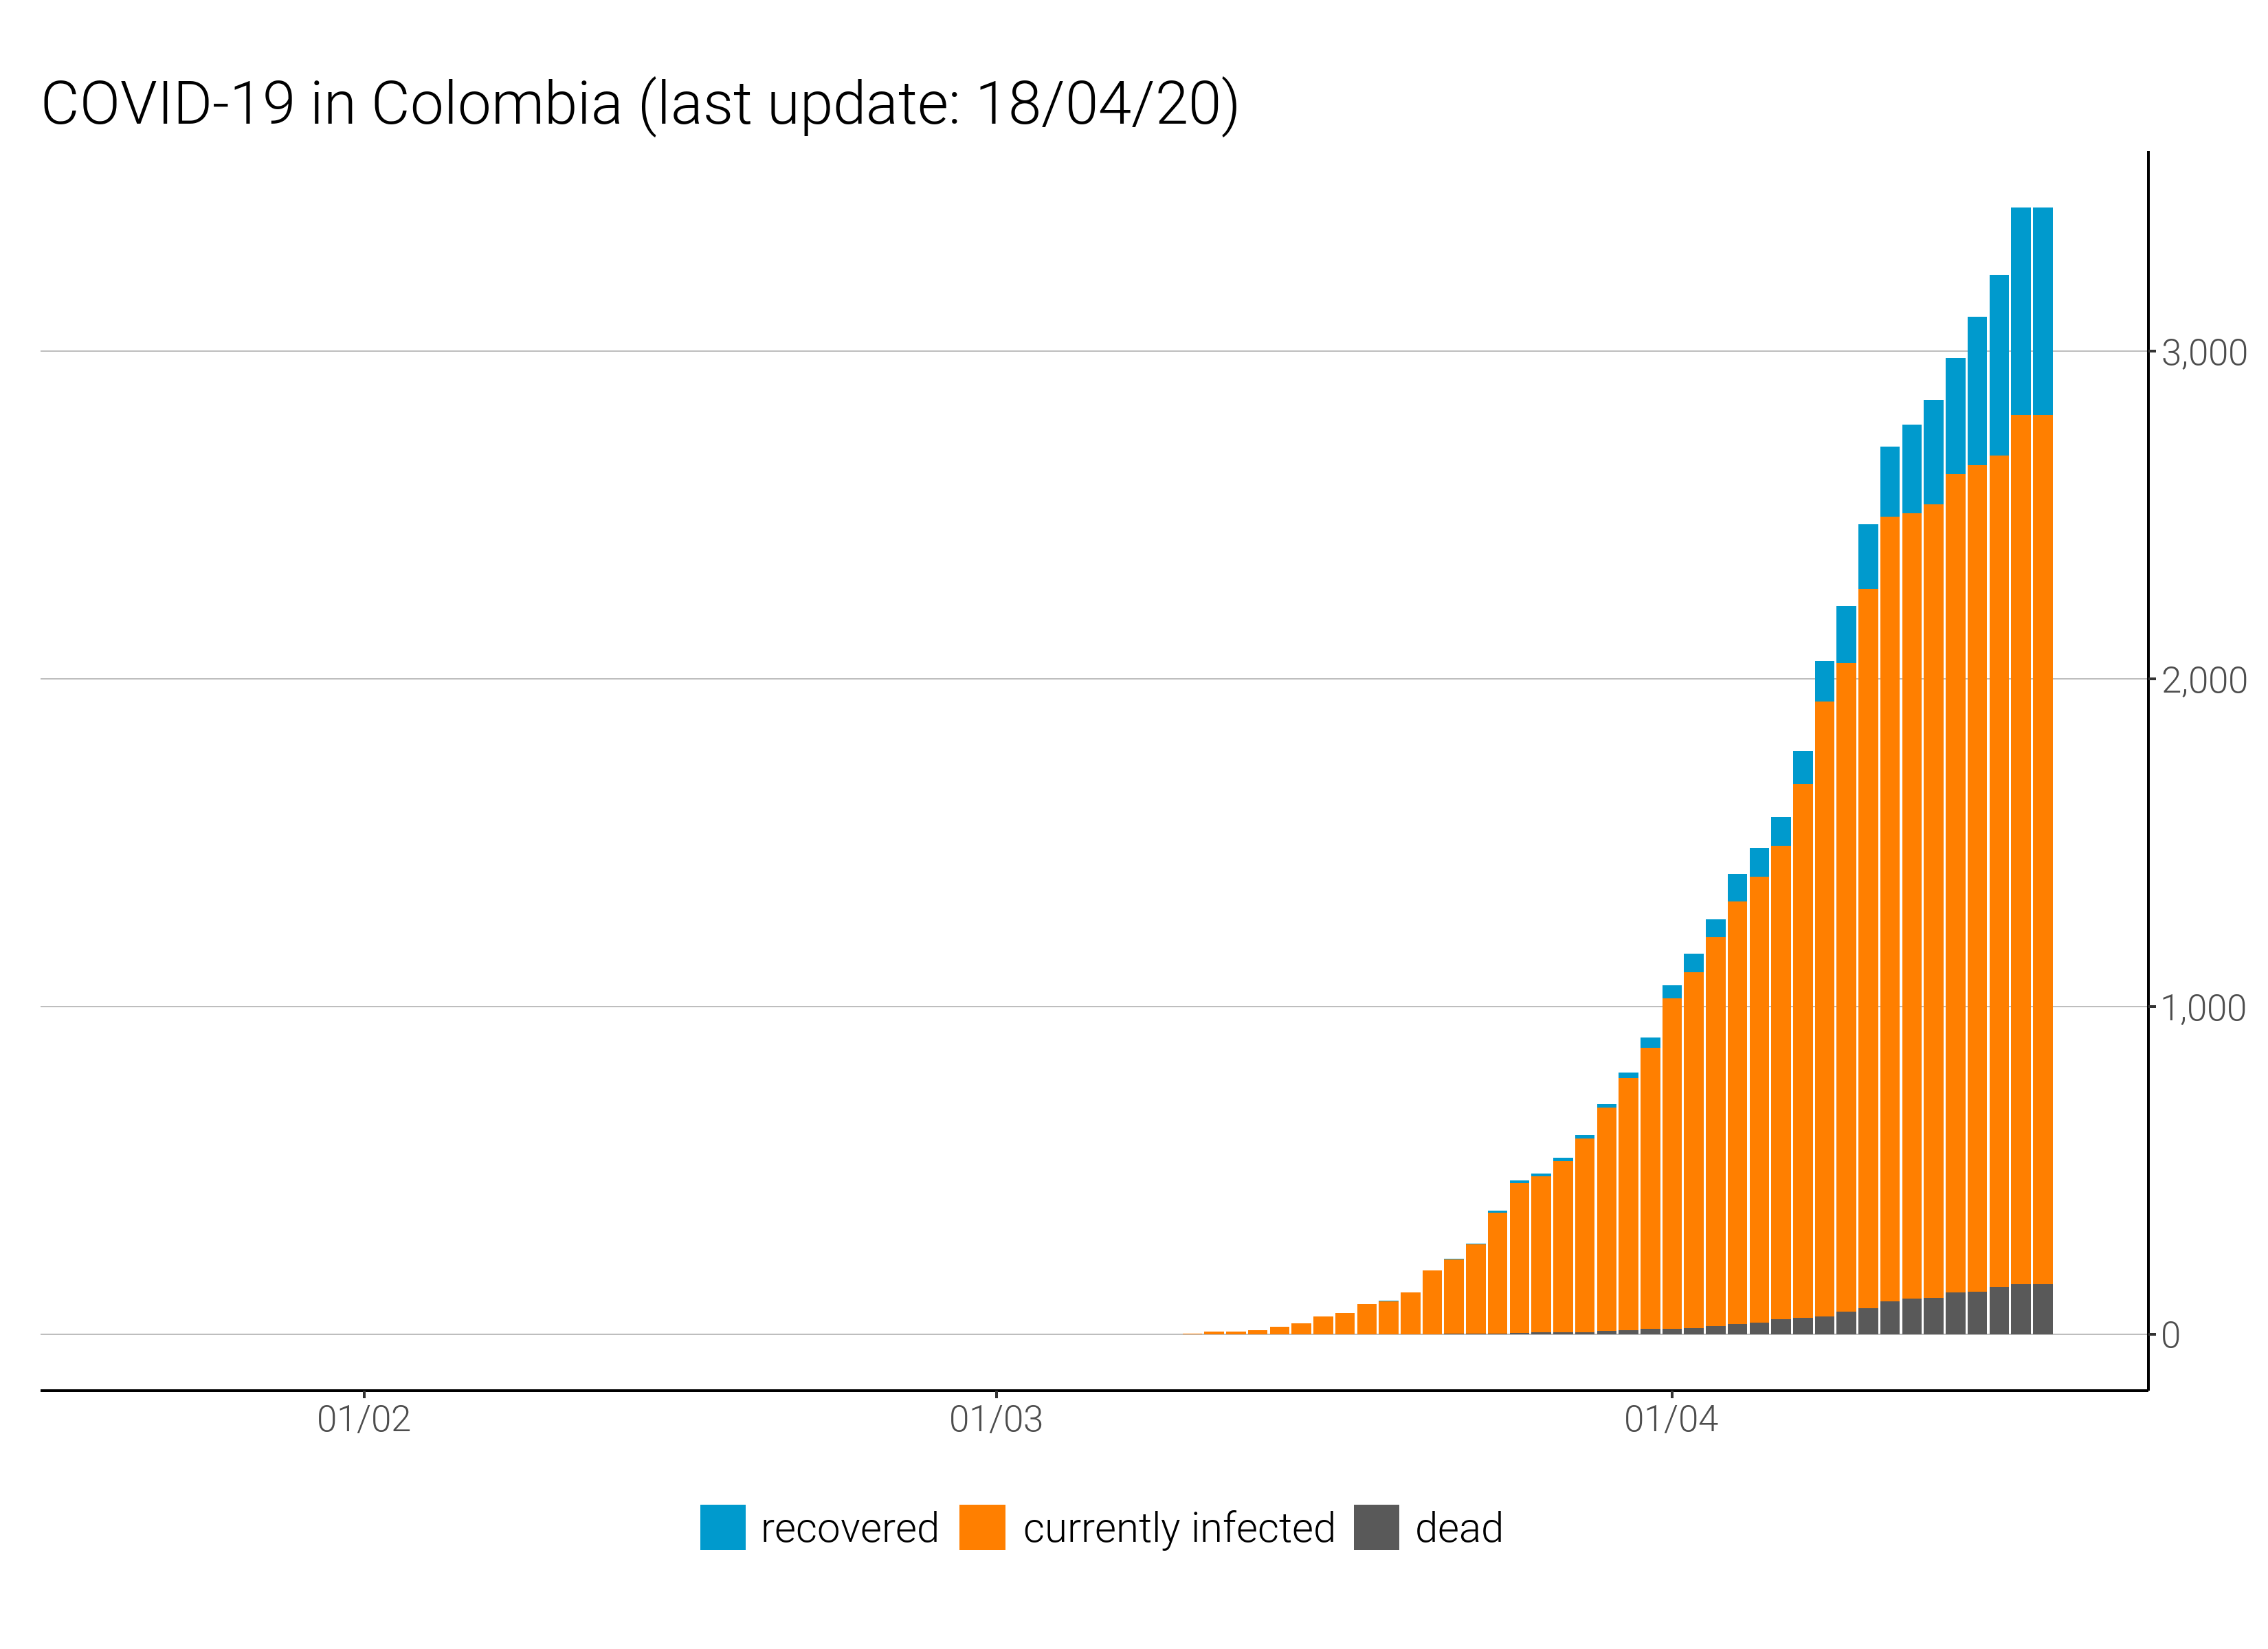 COVID-19 in Colombia (last update: 18/04/20)
3,000
2,000
1,000
0
01/02 01/03 01/04
recovered currently infected dead